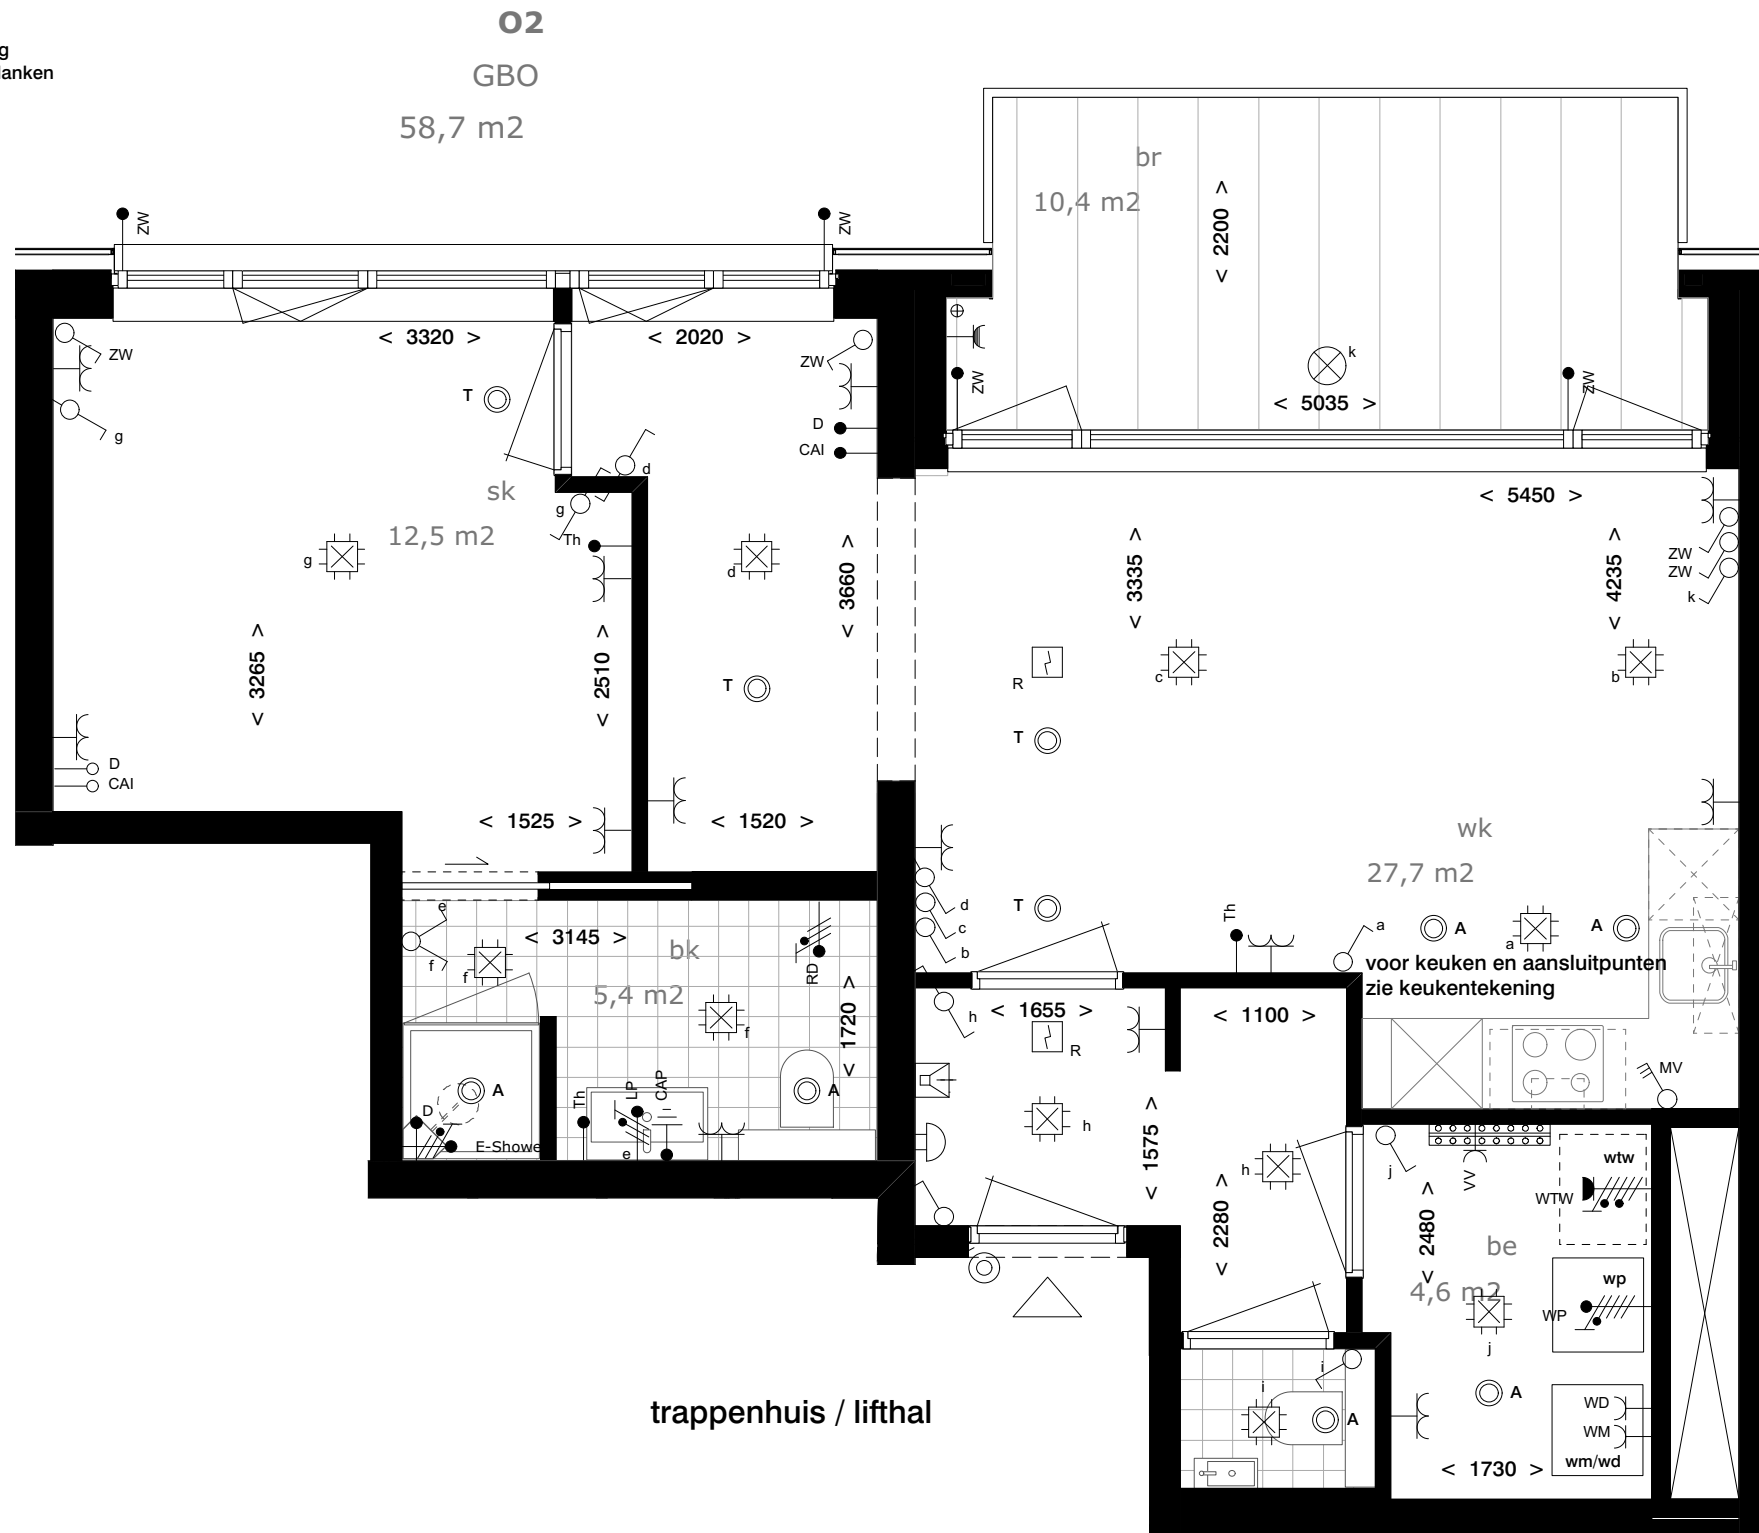 O2
g
lanken
GBO
58,7 m2
br
10,4 m2
< 2200 >
ZW
ZW
< 3320 >
< 2020 >
ZW
ZW
k
ZW
ZW
< 5035 >
T
g
D
CAI
d
sk
12,5 m2
g
Th
g
d
< 3660 >
< 5450 >
< 3335 >
< 4235 >
ZW
ZW
k
< 3265 >
< 2510 >
R
c
b
T
T
D
CAI
< 1525 >
< 1520 >
wk
27,7 m2
e
f
f
< 3145 >
bk
5,4 m2
RD
f
< 1720 >
d
c
b
T
Th
a
A
a
A
voor keuken en aansluitpunten
zie keukentekening
h
< 1655 >
R
< 1100 >
MV
A
D
E-Showe
Th
LP
CAP
e
A
h
< 1575 >
h
< 2280 >
j
VV
< 2480 >
wtw
WTW
be
4,6 m2
wp
WP
j
A
WD
WM
wm/wd
< 1730 >
i
i
A
trappenhuis / lifthal